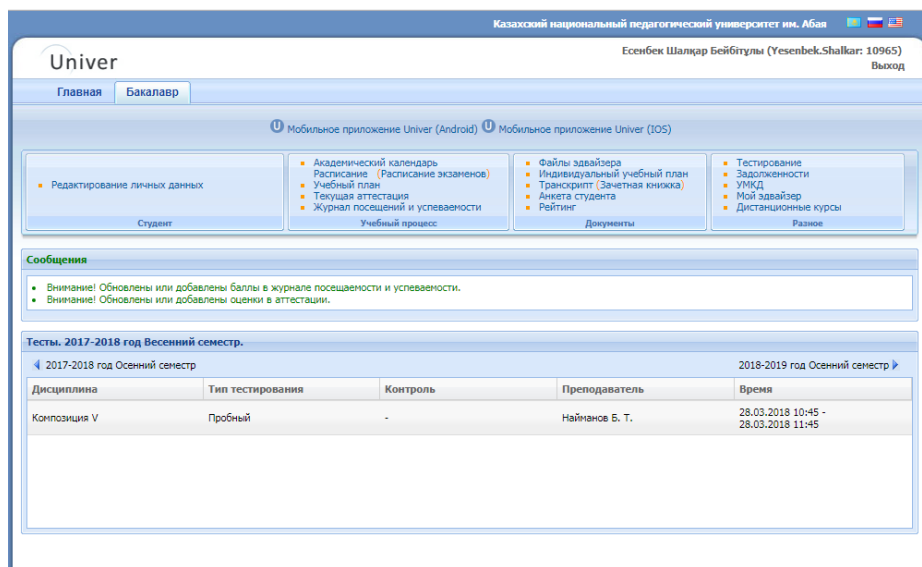 Казахский национальный педагогический университет им. Абая
Univer
Есенбек Шалқар Бейбітұлы (Yesenbek.Shalkar: 10965)
Выход
Главная Бакалавр
U Мобильное приложение Univer (Android) U Мобильное приложение Univer (IOS)
Редактирование личных данных
Студент
Академический календарь
Расписание (Расписание экзаменов)
Учебный план
Текущая аттестация
Журнал посещений и успеваемости
Учебный процесс
Файлы эдвайзера
Индивидуальный учебный план
Транскрипт (Зачетная книжка)
Анкета студента
Рейтинг
Документы
Тестирование
Задолженности
УМКД
Мой эдвайзер
Дистанционные курсы
Разное
Сообщения
Внимание! Обновлены или добавлены баллы в журнале посещаемости и успеваемости.
Внимание! Обновлены или добавлены оценки в аттестации.
Тесты. 2017-2018 год Весенний семестр.
2017-2018 год Осенний семестр 2018-2019 год Осенний семестр
Дисциплина Тип тестирования Контроль Преподаватель Время
Композиция V Пробный - Найманов Б. Т. 28.03.2018 10:45 -
28.03.2018 11:45